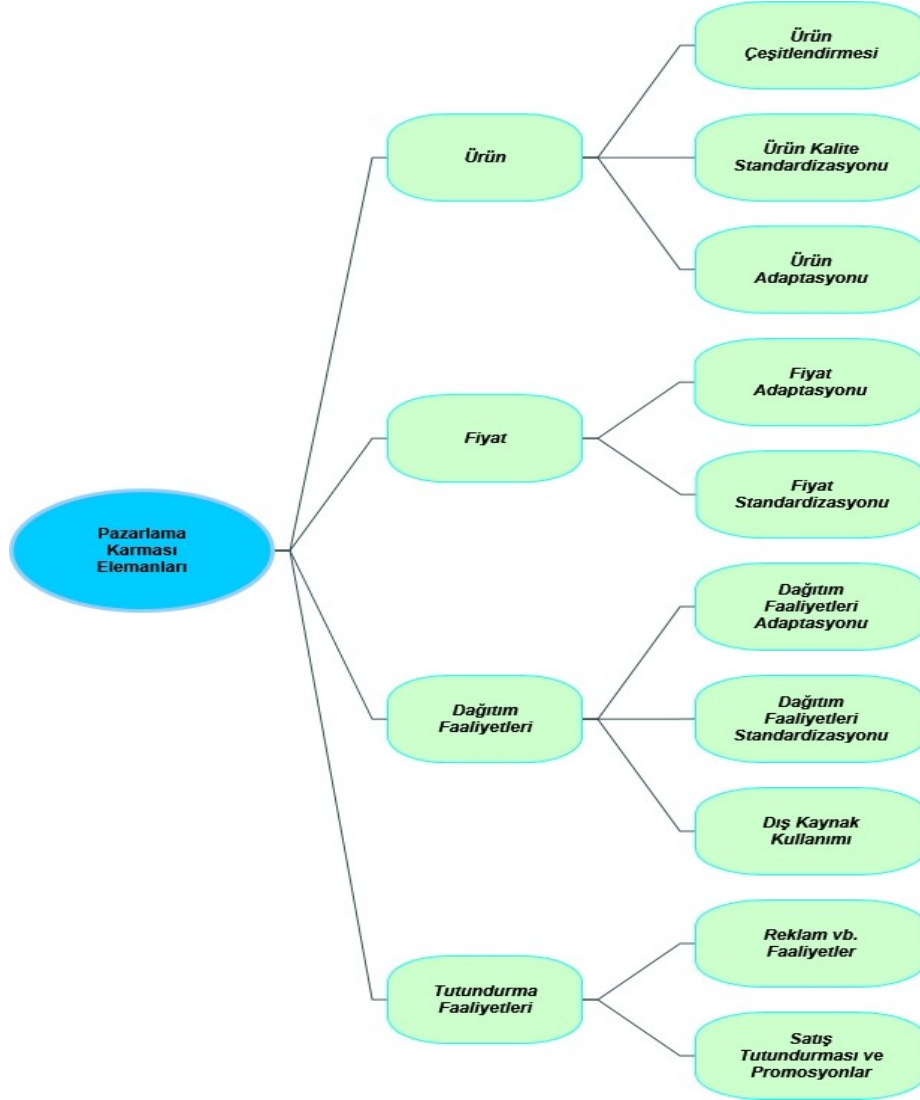 Pazarlama
Karması
Elemanları
Ürün
Ürün
Çeşitlendirmesi
Ürün Kalite
Standardizasyonu
Ürün
Adaptasyonu
Fiyat
Fiyat
Adaptasyonu
Fiyat
Standardizasyonu
Dağıtım
Faaliyetleri
Dağıtım
Faaliyetleri
Adaptasyonu
Dağıtım
Faaliyetleri
Standardizasyonu
Dış Kaynak
Kullanımı
Tutundurma
Faaliyetleri
Reklam vb.
Faaliyetler
Satış
Tutundurması ve
Promosyonlar